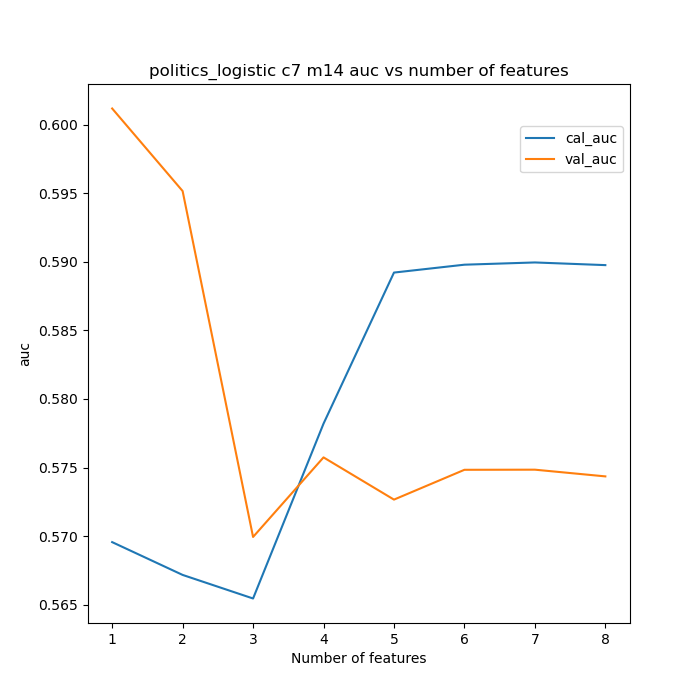 politics_logistic c7 m14 auc vs number of features
cal_auc
val_auc
auc
0.600
0.595
0.590
0.585
0.580
0.575
0.570
0.565
1 2 3 4 5 6 7 8
Number of features